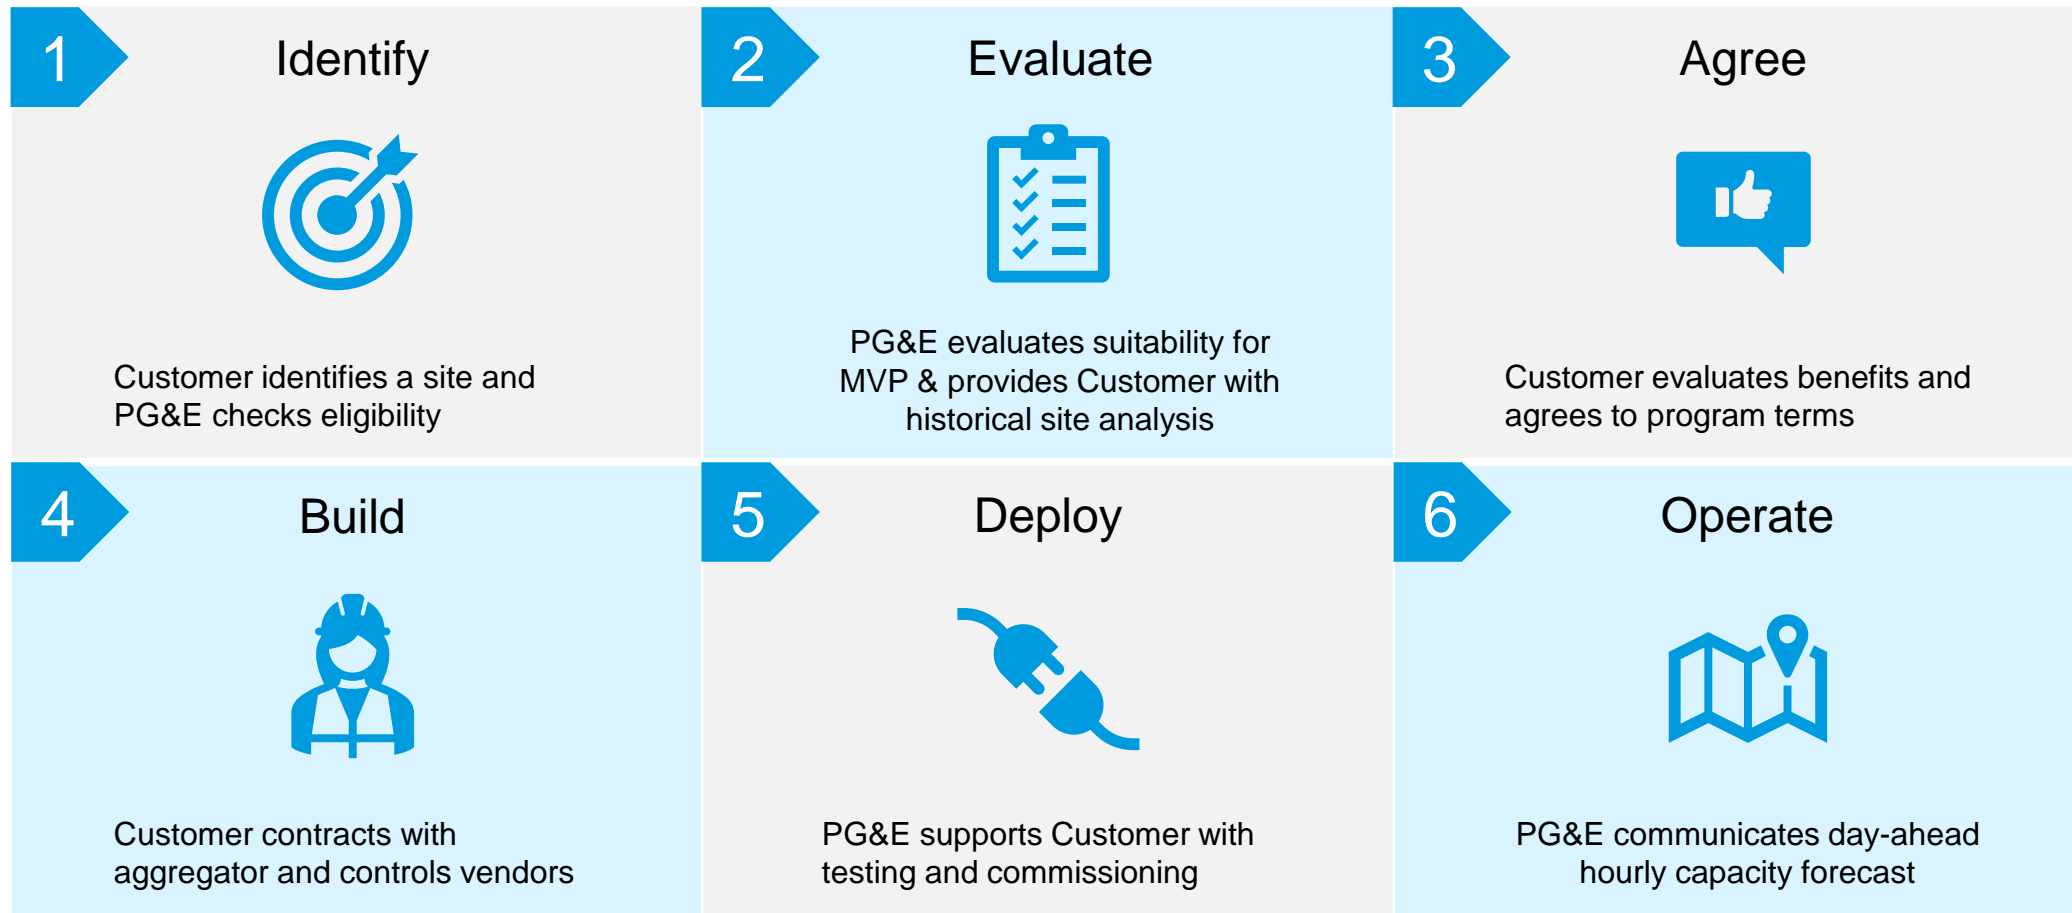 1
Identify
Customer identifies a site and
PG&E checks eligibility
2
Evaluate
PG&E evaluates suitability for
MVP & provides Customer with
historical site analysis
3
Agree
Customer evaluates benefits and
agrees to program terms
4
Build
Customer contracts with
aggregator and controls vendors
5
Deploy
PG&E supports Customer with
testing and commissioning
6
Operate
PG&E communicates day-ahead
hourly capacity forecast